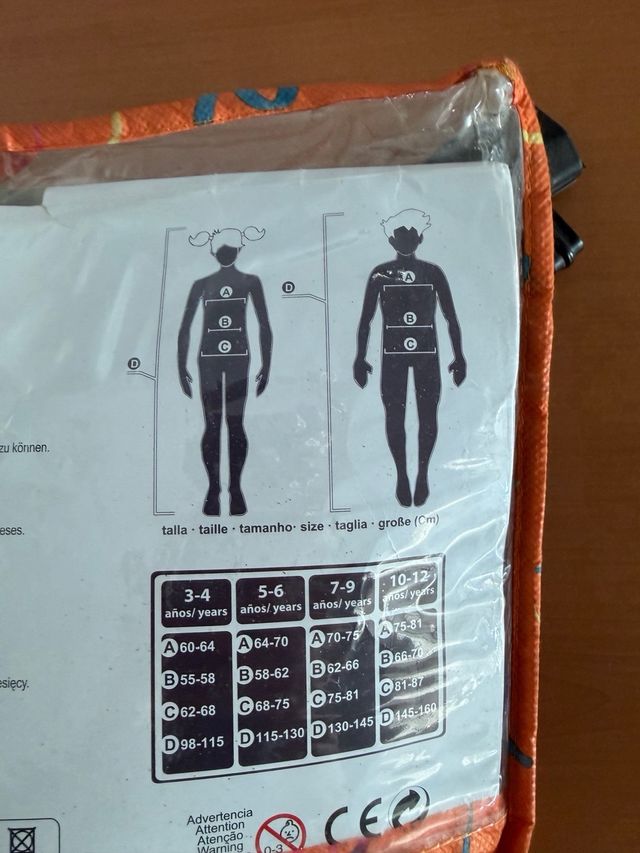 A
A
D
B
B
C
C
D
zu können.
eses.
talla · taille · tamanho· size · taglia · große (Cm)
3-4 5-6 7-9 10-12
años/ years años/ years años/ years años/ years
A 60-64 A 64-70 A 70-75 A 75-81
B 55-58 B 58-62 B 62-66 B 66-70
C 62-68 C 68-75 C 75-81 C 81-87
D 98-115 D 115-130 D 130-145 D 145-160
esięcy.
Advertencia
Attention
Atenção
Warning
0-3
CE